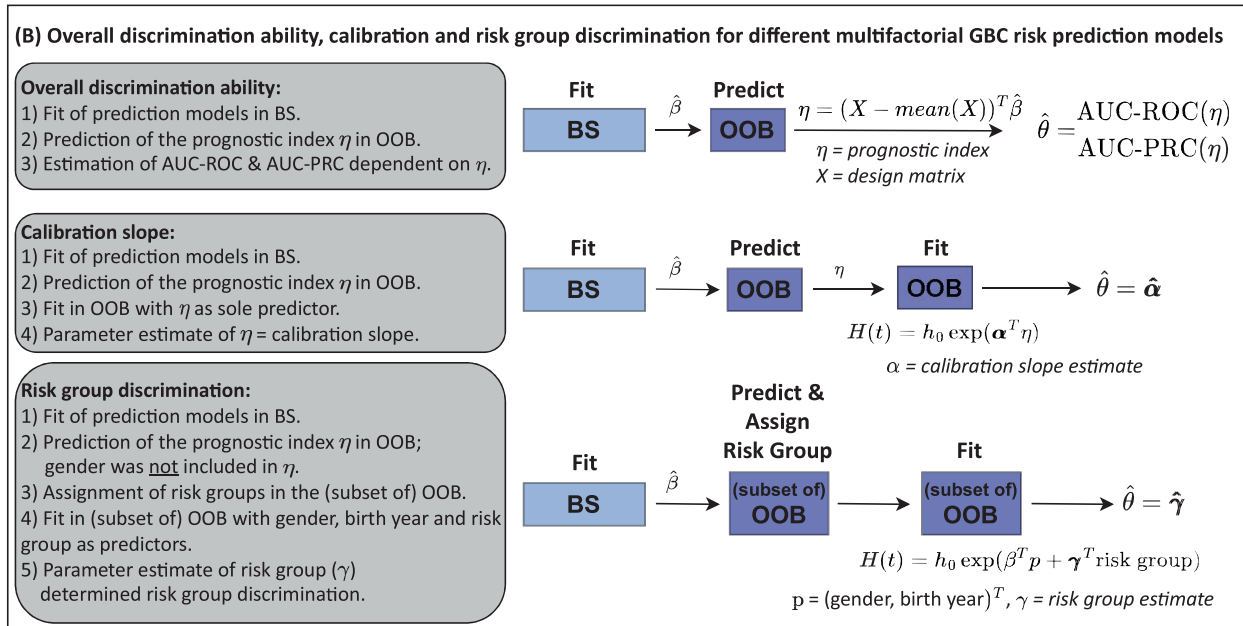 (B) Overall discrimination ability, calibration and risk group discrimination for different multifactorial GBC risk prediction models
Overall discrimination ability:
1) Fit of prediction models in BS.
2) Prediction of the prognostic index η in OOB.
3) Estimation of AUC-ROC & AUC-PRC dependent on η.
Fit
BS
β̂
Predict
OOB
η = (X − mean(X))ᵀβ̂
η = prognostic index
X = design matrix
θ̂ = AUC-ROC(η)
AUC-PRC(η)
Calibration slope:
1) Fit of prediction models in BS.
2) Prediction of the prognostic index η in OOB.
3) Fit in OOB with η as sole predictor.
4) Parameter estimate of η = calibration slope.
Fit
BS
β̂
Predict
OOB
η
Fit
OOB
θ̂ = α̂
H(t) = h₀ exp(αᵀη)
α = calibration slope estimate
Risk group discrimination:
1) Fit of prediction models in BS.
2) Prediction of the prognostic index η in OOB;
gender was not included in η.
3) Assignment of risk groups in the (subset of) OOB.
4) Fit in (subset of) OOB with gender, birth year and risk
group as predictors.
5) Parameter estimate of risk group (γ)
determined risk group discrimination.
Fit
BS
β̂
Predict &
Assign
Risk Group
(subset of)
OOB
Fit
(subset of)
OOB
θ̂ = γ̂
H(t) = h₀ exp(βᵀp + γᵀrisk group)
p = (gender, birth year)ᵀ, γ = risk group estimate